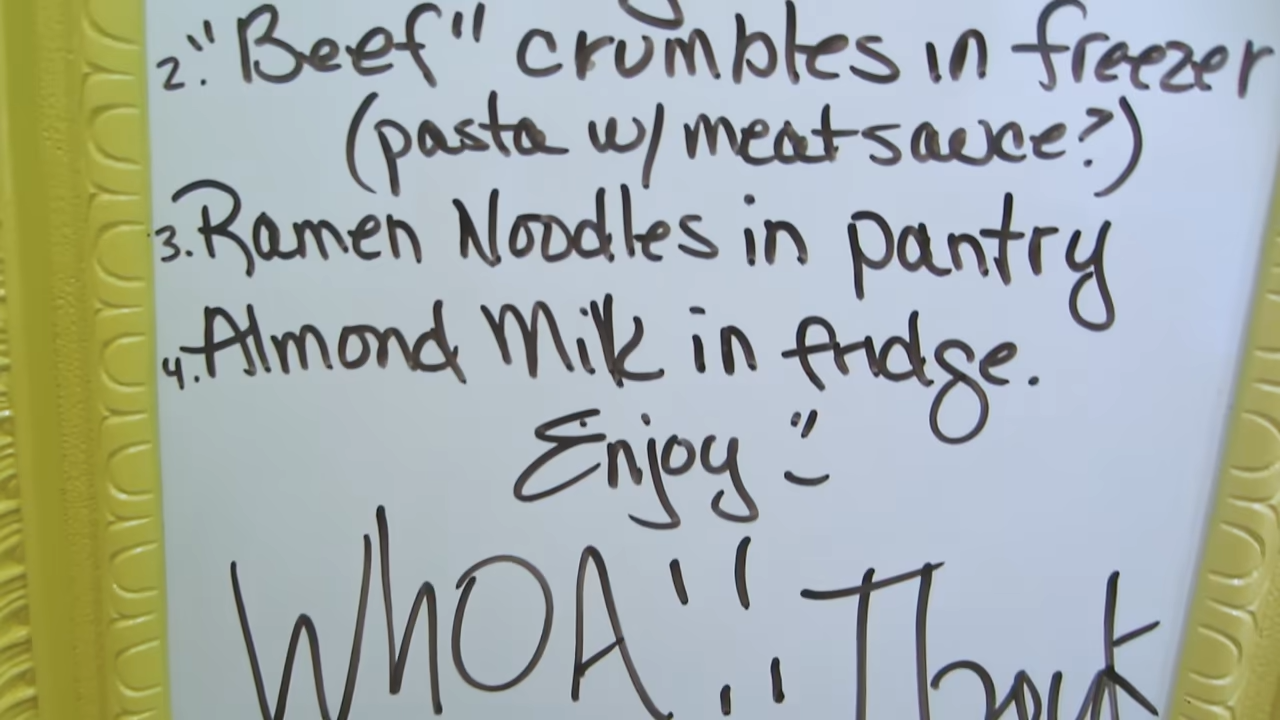 2. "Beef" crumbles in freezer
(pasta w/ meatsauce?)
3. Ramen Noodles in pantry
4. Almond Milk in fridge.
Enjoy
WhOA!! Thank